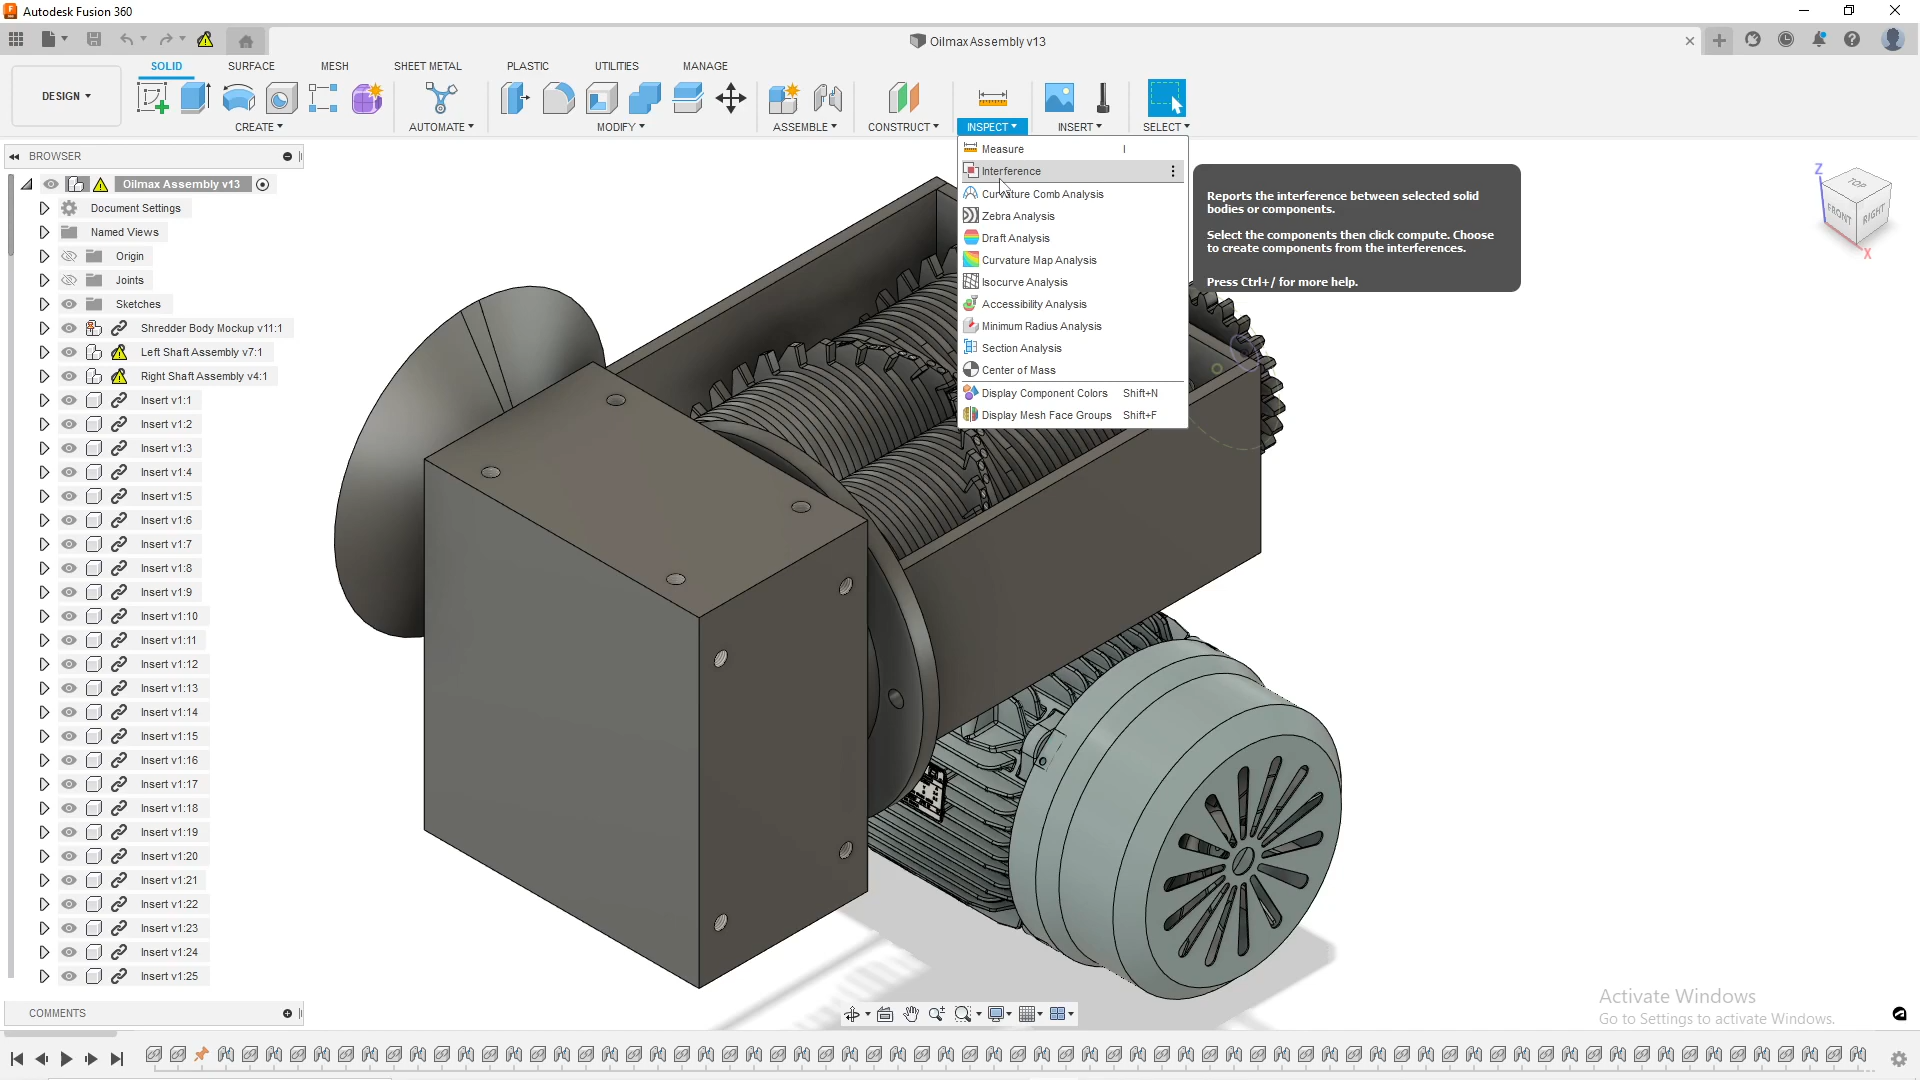 Autodesk Fusion 360
Oilmax Assembly v13
DESIGN
SOLID
SURFACE
MESH
SHEET METAL
PLASTIC
UTILITIES
MANAGE
CREATE
AUTOMATE
MODIFY
ASSEMBLE
CONSTRUCT
INSPECT
INSERT
SELECT
BROWSER
Oilmax Assembly v13
Document Settings
Named Views
Origin
Joints
Sketches
Shredder Body Mockup v11:1
Left Shaft Assembly v7:1
Right Shaft Assembly v4:1
Insert v1:1
Insert v1:2
Insert v1:3
Insert v1:4
Insert v1:5
Insert v1:6
Insert v1:7
Insert v1:8
Insert v1:9
Insert v1:10
Insert v1:11
Insert v1:12
Insert v1:13
Insert v1:14
Insert v1:15
Insert v1:16
Insert v1:17
Insert v1:18
Insert v1:19
Insert v1:20
Insert v1:21
Insert v1:22
Insert v1:23
Insert v1:24
Insert v1:25
COMMENTS
Measure I
Interference
Curvature Comb Analysis
Zebra Analysis
Draft Analysis
Curvature Map Analysis
Isocurve Analysis
Accessibility Analysis
Minimum Radius Analysis
Section Analysis
Center of Mass
Display Component Colors Shift+N
Display Mesh Face Groups Shift+F
Reports the interference between selected solid
bodies or components.
Select the components then click compute. Choose
to create components from the interferences.
Press Ctrl+/ for more help.
Z
TOP
FRONT
RIGHT
X
Activate Windows
Go to Settings to activate Windows.